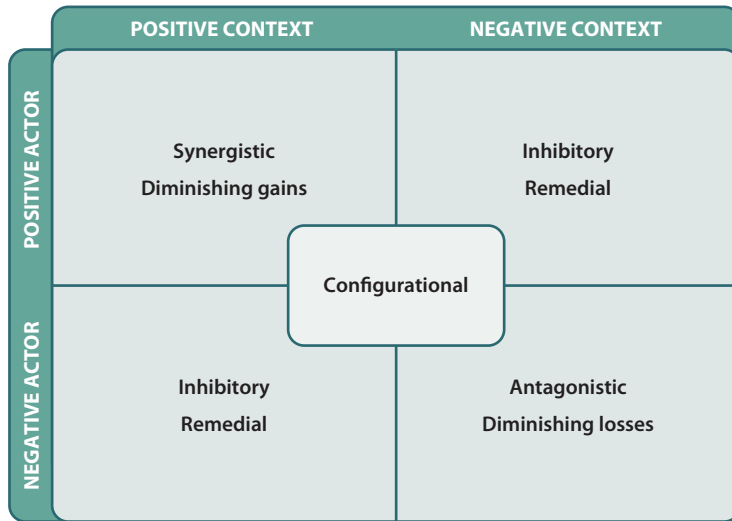 POSITIVE CONTEXT
NEGATIVE CONTEXT
POSITIVE ACTOR
Synergistic
Diminishing gains
Inhibitory
Remedial
Configurational
NEGATIVE ACTOR
Inhibitory
Remedial
Antagonistic
Diminishing losses